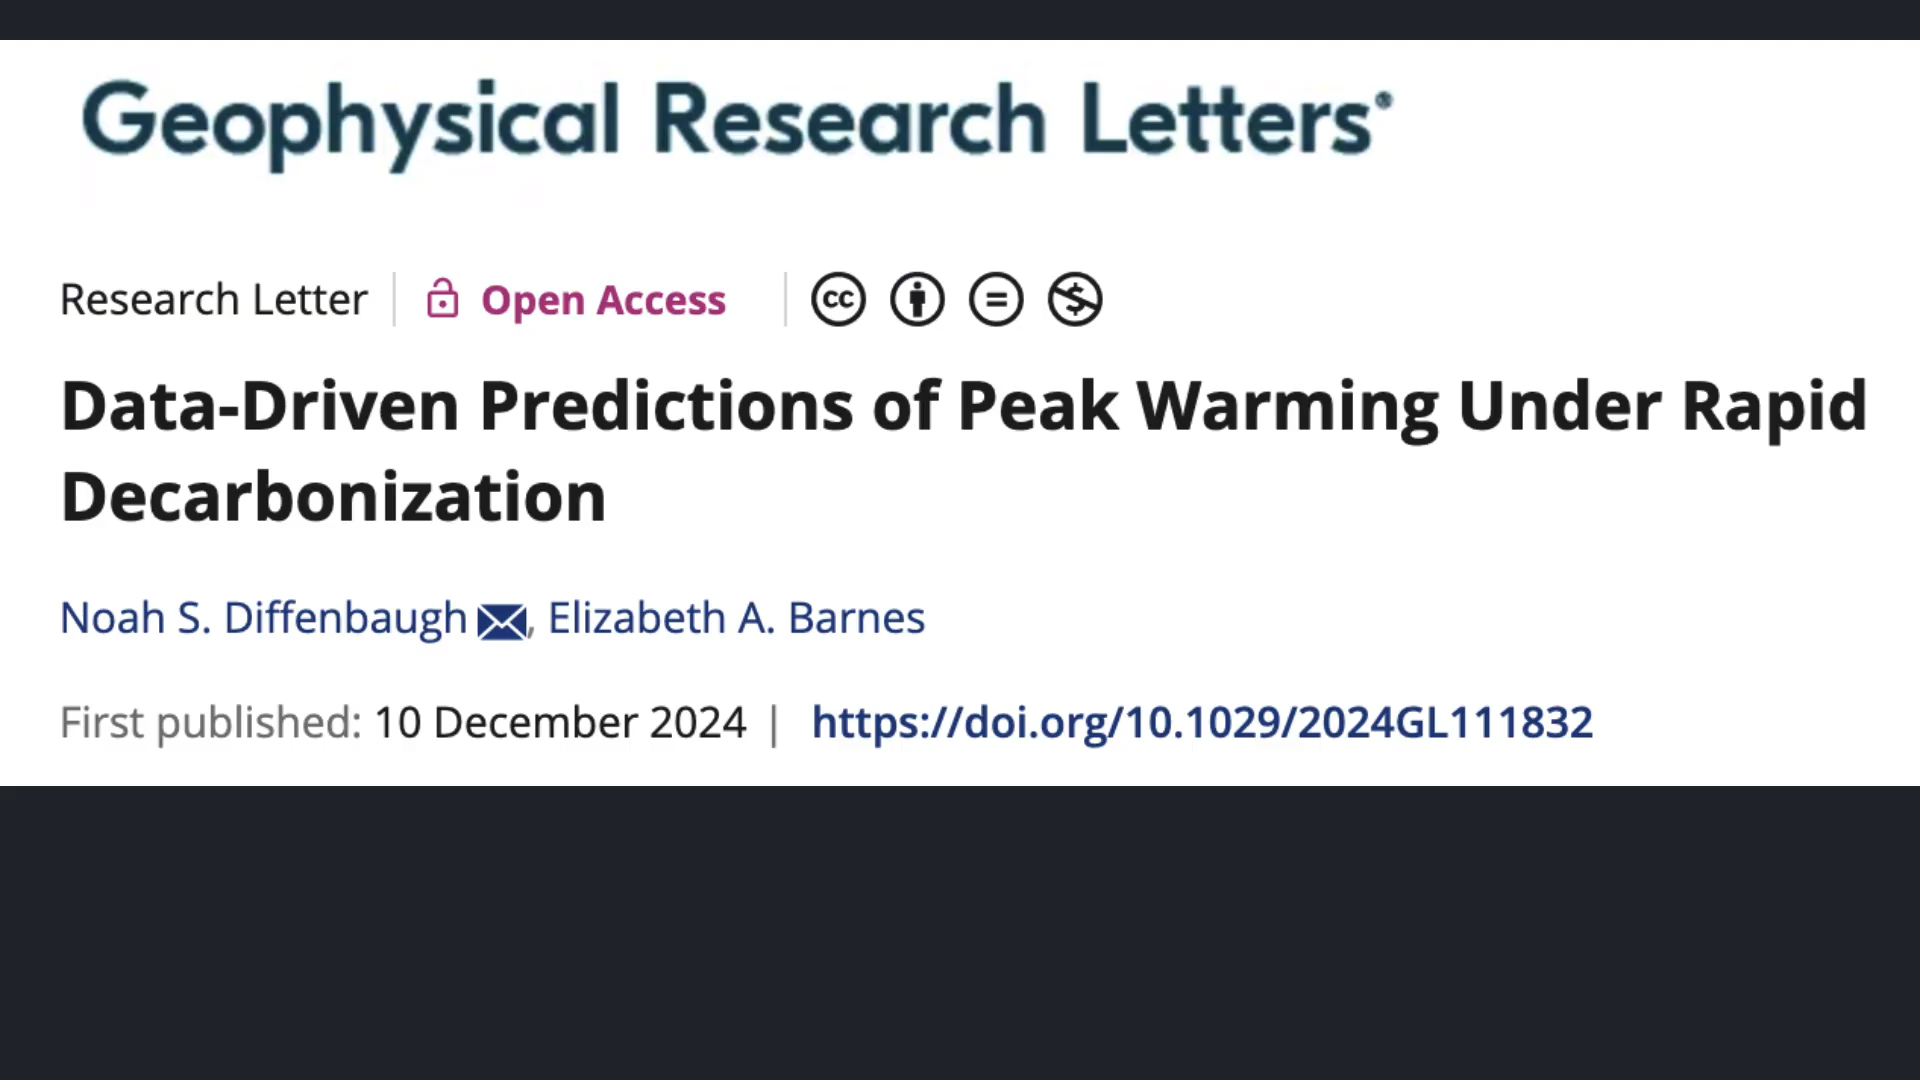 Geophysical Research Letters®
Research Letter | Open Access | cc
Data-Driven Predictions of Peak Warming Under Rapid
Decarbonization
Noah S. Diffenbaugh, Elizabeth A. Barnes
First published: 10 December 2024 | https://doi.org/10.1029/2024GL111832